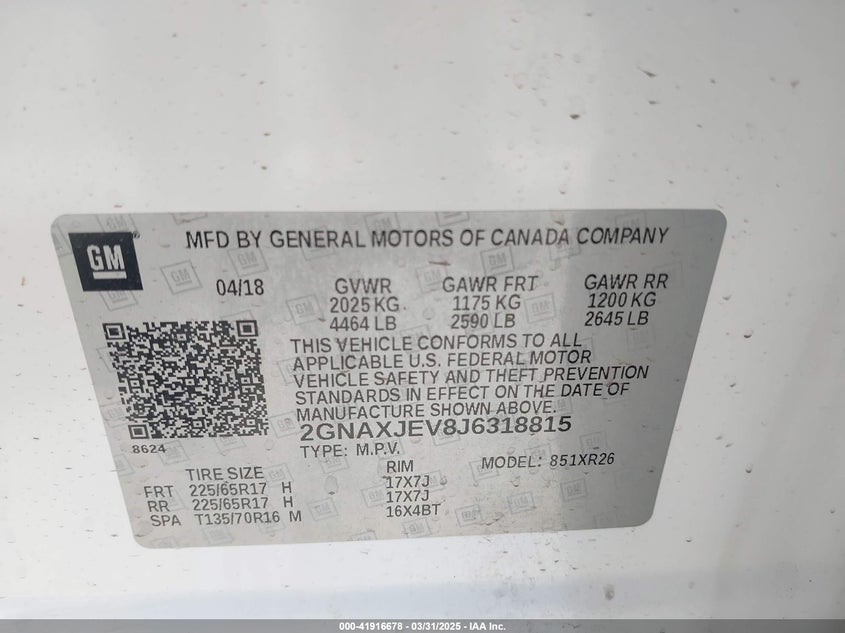 GM
MFD BY GENERAL MOTORS OF CANADA COMPANY
04/18 GVWR GAWR FRT GAWR RR
2025 KG 1175 KG 1200 KG
4464 LB 2590 LB 2645 LB
THIS VEHICLE CONFORMS TO ALL
APPLICABLE U.S. FEDERAL MOTOR
VEHICLE SAFETY AND THEFT PREVENTION
STANDARDS IN EFFECT ON THE DATE OF
MANUFACTURE SHOWN ABOVE.
2GNAXJEV8J6318815
8624
TYPE: M.P.V. MODEL: 851XR26
TIRE SIZE RIM
FRT 225/65R17 H 17X7J
RR 225/65R17 H 17X7J
SPA T135/70R16 M 16X4BT
000-41916678 - 03/31/2025 - IAA Inc.